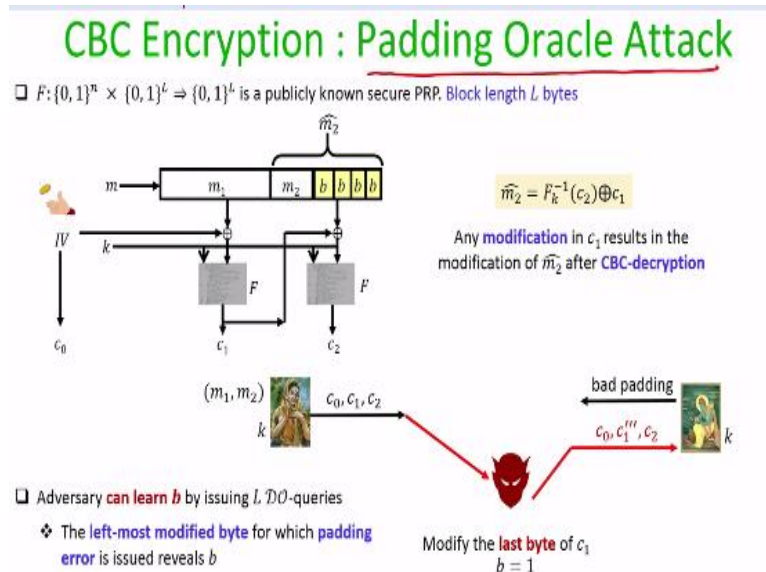 CBC Encryption : Padding Oracle Attack
❑ F: {0, 1}ⁿ × {0, 1}ᴸ ⇒ {0, 1}ᴸ is a publicly known secure PRP. Block length L bytes
m̂₂
m
m₁
m₂
b b b b
m̂₂ = F_k⁻¹(c₂)⊕c₁
Any modification in c₁ results in the
modification of m̂₂ after CBC-decryption
IV
k
F
F
c₀
c₁
c₂
(m₁, m₂)
k
c₀, c₁, c₂
bad padding
c₀, c₁′′′, c₂
k
❑ Adversary can learn b by issuing L DO-queries
❖ The left-most modified byte for which padding
error is issued reveals b
Modify the last byte of c₁
b = 1